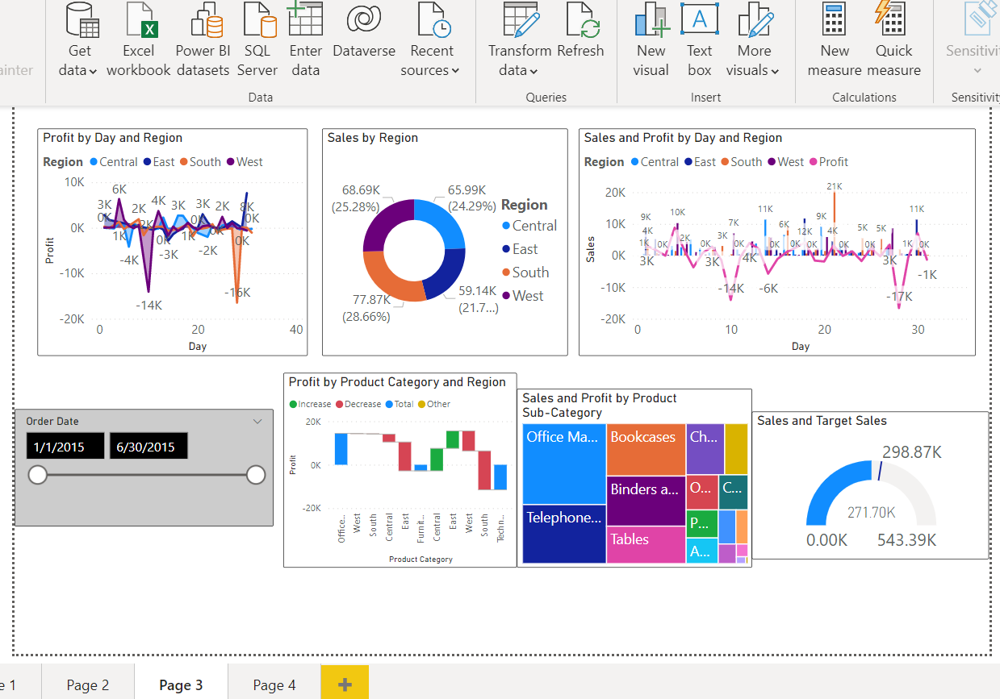 ainter
Get data
Excel workbook
Power BI datasets
SQL Server
Enter data
Dataverse
Recent sources
Transform data
Refresh
New visual
Text box
More visuals
New measure
Quick measure
Sensitivi
Data
Queries
Insert
Calculations
Sensitivity
Profit by Day and Region
Region Central East South West
10K
0K
-10K
-20K
Profit
3K
0K
6K
1K
-4K
2K
-14K
4K
0K
-3K
3K
1K
0K
3K
-2K
2K
-16K
8K
0K
0K
0 20 40
Day
Sales by Region
68.69K
(25.28%)
65.99K
(24.29%)
77.87K
(28.66%)
59.14K
(21.7...)
Region
Central
East
South
West
Sales and Profit by Day and Region
Region Central East South West Profit
20K
10K
0K
-10K
-20K
Sales
9K
4K
1K
3K
0K
10K
2K
0K
3K
3K
7K
0K
-14K
4K
11K
-6K
6K
0K
12K
9K
21K
4K
0K
5K
0K
5K
3K
-17K
1K
11K
0K
-1K
0 10 20 30
Day
Order Date
1/1/2015
6/30/2015
Profit by Product Category and Region
Increase Decrease Total Other
20K
0K
-20K
Profit
Office...
West
South
Central
East
Furnit...
Central
East
West
South
Techn...
Product Category
Sales and Profit by Product
Sub-Category
Office Ma...
Telephone...
Bookcases
Binders a...
Tables
Ch...
O...
C...
P...
A...
Sales and Target Sales
298.87K
271.70K
0.00K
543.39K
e 1
Page 2
Page 3
Page 4